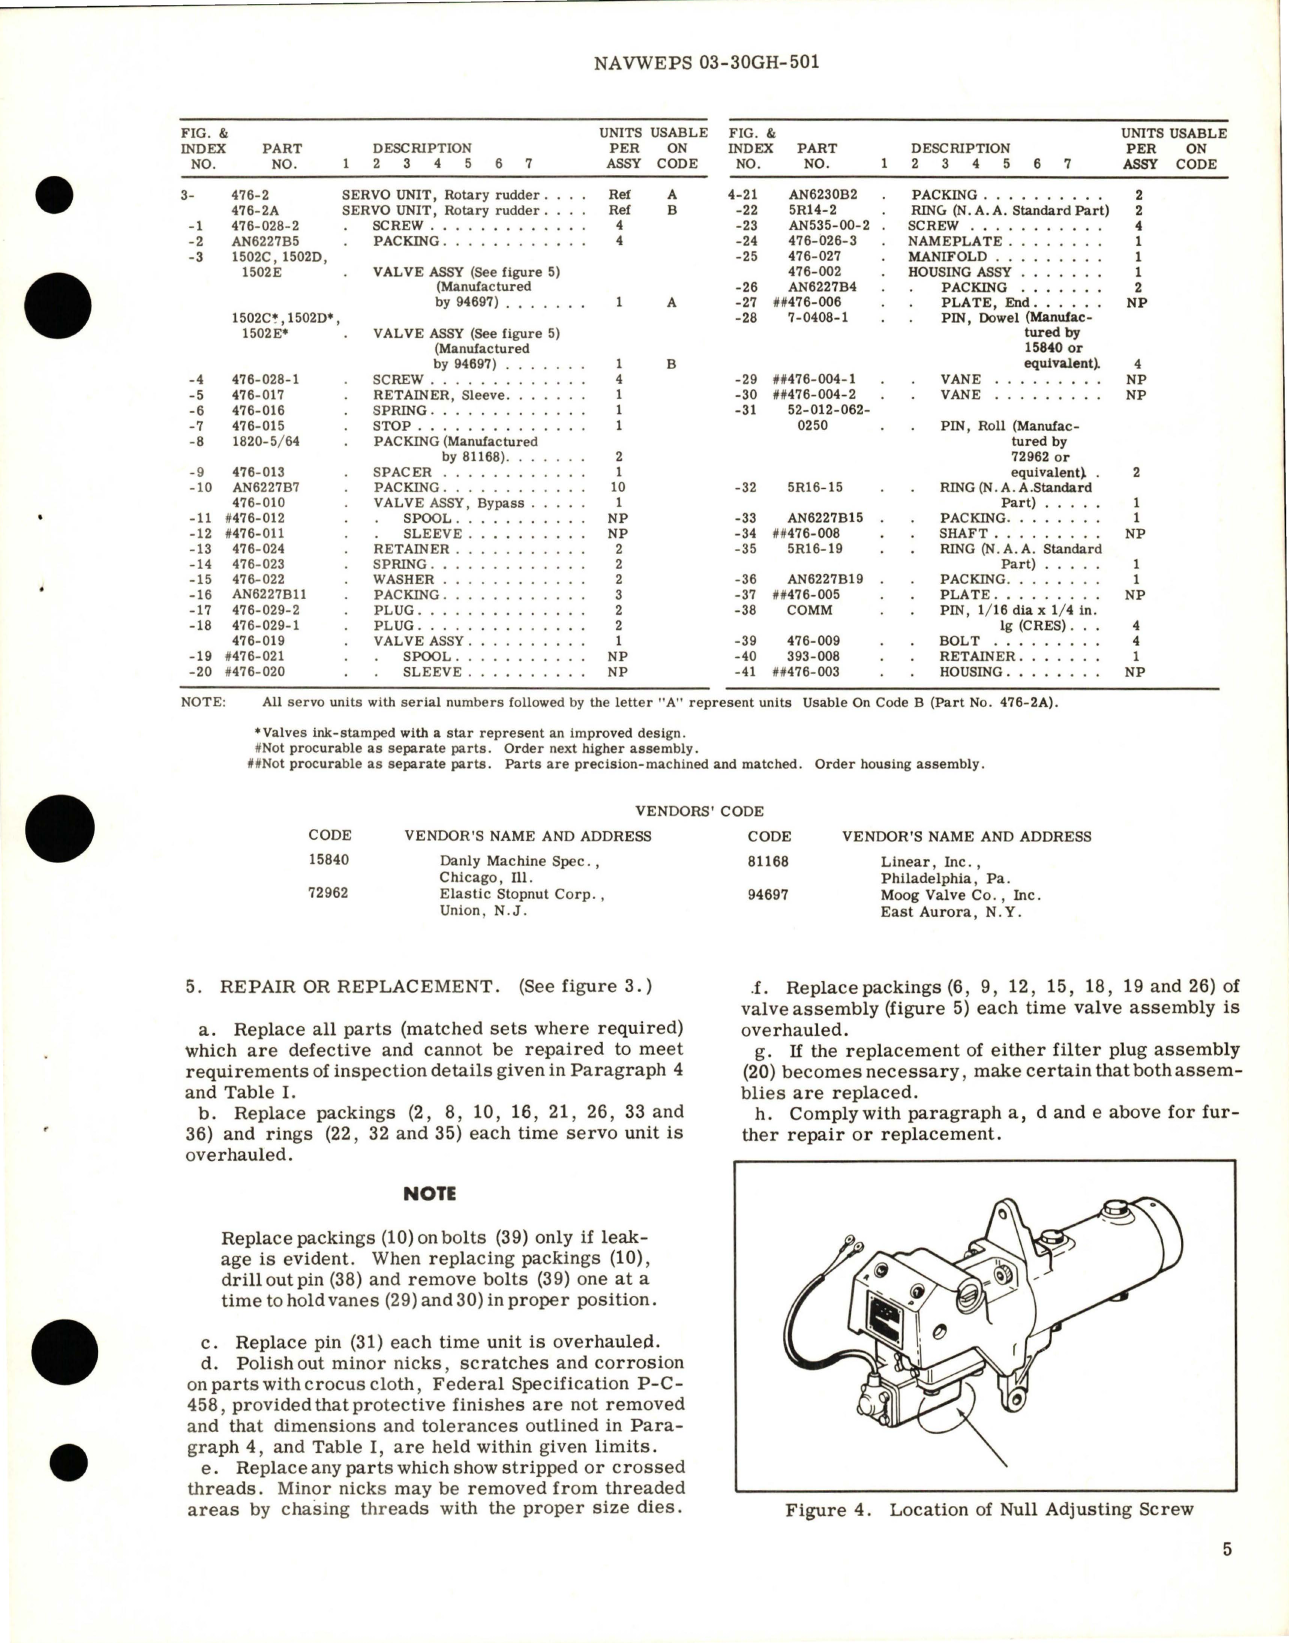 NAVWEPS 03-30GH-501
FIG. & UNITS USABLE
INDEX PART DESCRIPTION PER ON
NO. NO. 1 2 3 4 5 6 7 ASSY CODE
3- 476-2 SERVO UNIT, Rotary rudder . . . . Ref A
476-2A SERVO UNIT, Rotary rudder . . . . Ref B
-1 476-028-2 . SCREW . . . . . . . . . . . . . 4
-2 AN6227B5 . PACKING . . . . . . . . . . . . 4
-3 1502C, 1502D,
1502E . VALVE ASSY (See figure 5)
(Manufactured
by 94697) . . . . . . . 1 A
1502C*, 1502D*,
1502E* . VALVE ASSY (See figure 5)
(Manufactured
by 94697) . . . . . . . 1 B
-4 476-028-1 . SCREW . . . . . . . . . . . . . 4
-5 476-017 . RETAINER, Sleeve . . . . . . . 1
-6 476-016 . SPRING . . . . . . . . . . . . . 1
-7 476-015 . STOP . . . . . . . . . . . . . . 1
-8 1820-5/64 . PACKING (Manufactured
by 81168) . . . . . . . 2
-9 476-013 . SPACER . . . . . . . . . . . . 1
-10 AN6227B7 . PACKING . . . . . . . . . . . . 10
476-010 . VALVE ASSY, Bypass . . . . . 1
-11 #476-012 . . SPOOL . . . . . . . . . . . NP
-12 #476-011 . . SLEEVE . . . . . . . . . . NP
-13 476-024 . RETAINER . . . . . . . . . . . 2
-14 476-023 . SPRING . . . . . . . . . . . . . 2
-15 476-022 . WASHER . . . . . . . . . . . . 2
-16 AN6227B11 . PACKING . . . . . . . . . . . . 3
-17 476-029-2 . PLUG . . . . . . . . . . . . . . 2
-18 476-029-1 . PLUG . . . . . . . . . . . . . . 2
476-019 . VALVE ASSY . . . . . . . . . . 1
-19 #476-021 . . SPOOL . . . . . . . . . . . NP
-20 #476-020 . . SLEEVE . . . . . . . . . . NP
FIG. & UNITS USABLE
INDEX PART DESCRIPTION PER ON
NO. NO. 1 2 3 4 5 6 7 ASSY CODE
4-21 AN6230B2 . PACKING . . . . . . . . . . 2
-22 5R14-2 . RING (N.A.A. Standard Part) 2
-23 AN535-00-2 . SCREW . . . . . . . . . . . 4
-24 476-026-3 . NAMEPLATE . . . . . . . . 1
-25 476-027 . MANIFOLD . . . . . . . . . 1
476-002 . HOUSING ASSY . . . . . . . 1
-26 AN6227B4 . . PACKING . . . . . . . 2
-27 ##476-006 . . PLATE, End . . . . . . NP
-28 7-0408-1 . . PIN, Dowel (Manufac-
tured by
15840 or
equivalent). 4
-29 ##476-004-1 . . VANE . . . . . . . . . NP
-30 ##476-004-2 . . VANE . . . . . . . . . NP
-31 52-012-062-
0250 . . PIN, Roll (Manufac-
tured by
72962 or
equivalent) . . 2
-32 5R16-15 . . RING (N.A.A.Standard
Part) . . . . . 1
-33 AN6227B15 . . PACKING . . . . . . . . 1
-34 ##476-008 . . SHAFT . . . . . . . . . NP
-35 5R16-19 . . RING (N.A.A. Standard
Part) . . . . . 1
-36 AN6227B19 . . PACKING . . . . . . . . 1
-37 ##476-005 . . PLATE . . . . . . . . . NP
-38 COMM . . PIN, 1/16 dia x 1/4 in.
lg (CRES) . . . 4
-39 476-009 . . BOLT . . . . . . . . . 4
-40 393-008 . . RETAINER . . . . . . . 1
-41 ##476-003 . . HOUSING . . . . . . . . NP
NOTE: All servo units with serial numbers followed by the letter "A" represent units Usable On Code B (Part No. 476-2A).
*Valves ink-stamped with a star represent an improved design.
#Not procurable as separate parts. Order next higher assembly.
##Not procurable as separate parts. Parts are precision-machined and matched. Order housing assembly.
VENDORS' CODE
CODE VENDOR'S NAME AND ADDRESS CODE VENDOR'S NAME AND ADDRESS
15840 Danly Machine Spec., 81168 Linear, Inc.,
Chicago, Ill. Philadelphia, Pa.
72962 Elastic Stopnut Corp., 94697 Moog Valve Co., Inc.
Union, N.J. East Aurora, N.Y.
5. REPAIR OR REPLACEMENT. (See figure 3.)
a. Replace all parts (matched sets where required)
which are defective and cannot be repaired to meet
requirements of inspection details given in Paragraph 4
and Table I.
b. Replace packings (2, 8, 10, 16, 21, 26, 33 and
36) and rings (22, 32 and 35) each time servo unit is
overhauled.
NOTE
Replace packings (10) on bolts (39) only if leak-
age is evident. When replacing packings (10),
drill out pin (38) and remove bolts (39) one at a
time to hold vanes (29) and 30) in proper position.
c. Replace pin (31) each time unit is overhauled.
d. Polish out minor nicks, scratches and corrosion
on parts with crocus cloth, Federal Specification P-C-
458, provided that protective finishes are not removed
and that dimensions and tolerances outlined in Para-
graph 4, and Table I, are held within given limits.
e. Replace any parts which show stripped or crossed
threads. Minor nicks may be removed from threaded
areas by chasing threads with the proper size dies.
f. Replace packings (6, 9, 12, 15, 18, 19 and 26) of
valve assembly (figure 5) each time valve assembly is
overhauled.
g. If the replacement of either filter plug assembly
(20) becomes necessary, make certain that both assem-
blies are replaced.
h. Comply with paragraph a, d and e above for fur-
ther repair or replacement.
Figure 4. Location of Null Adjusting Screw
5